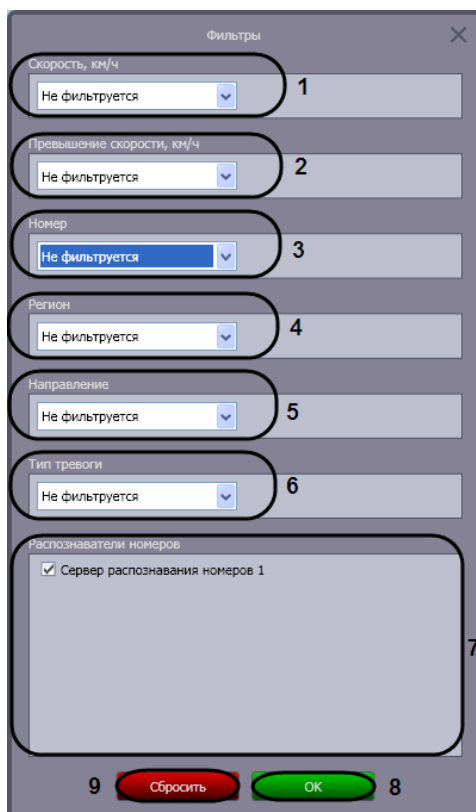 Фильтры
Скорость, км/ч
Не фильтруется
1
Превышение скорости, км/ч
Не фильтруется
2
Номер
Не фильтруется
3
Регион
Не фильтруется
4
Направление
Не фильтруется
5
Тип тревоги
Не фильтруется
6
Распознаватели номеров
Сервер распознавания номеров 1
7
9 Сбросить OK 8